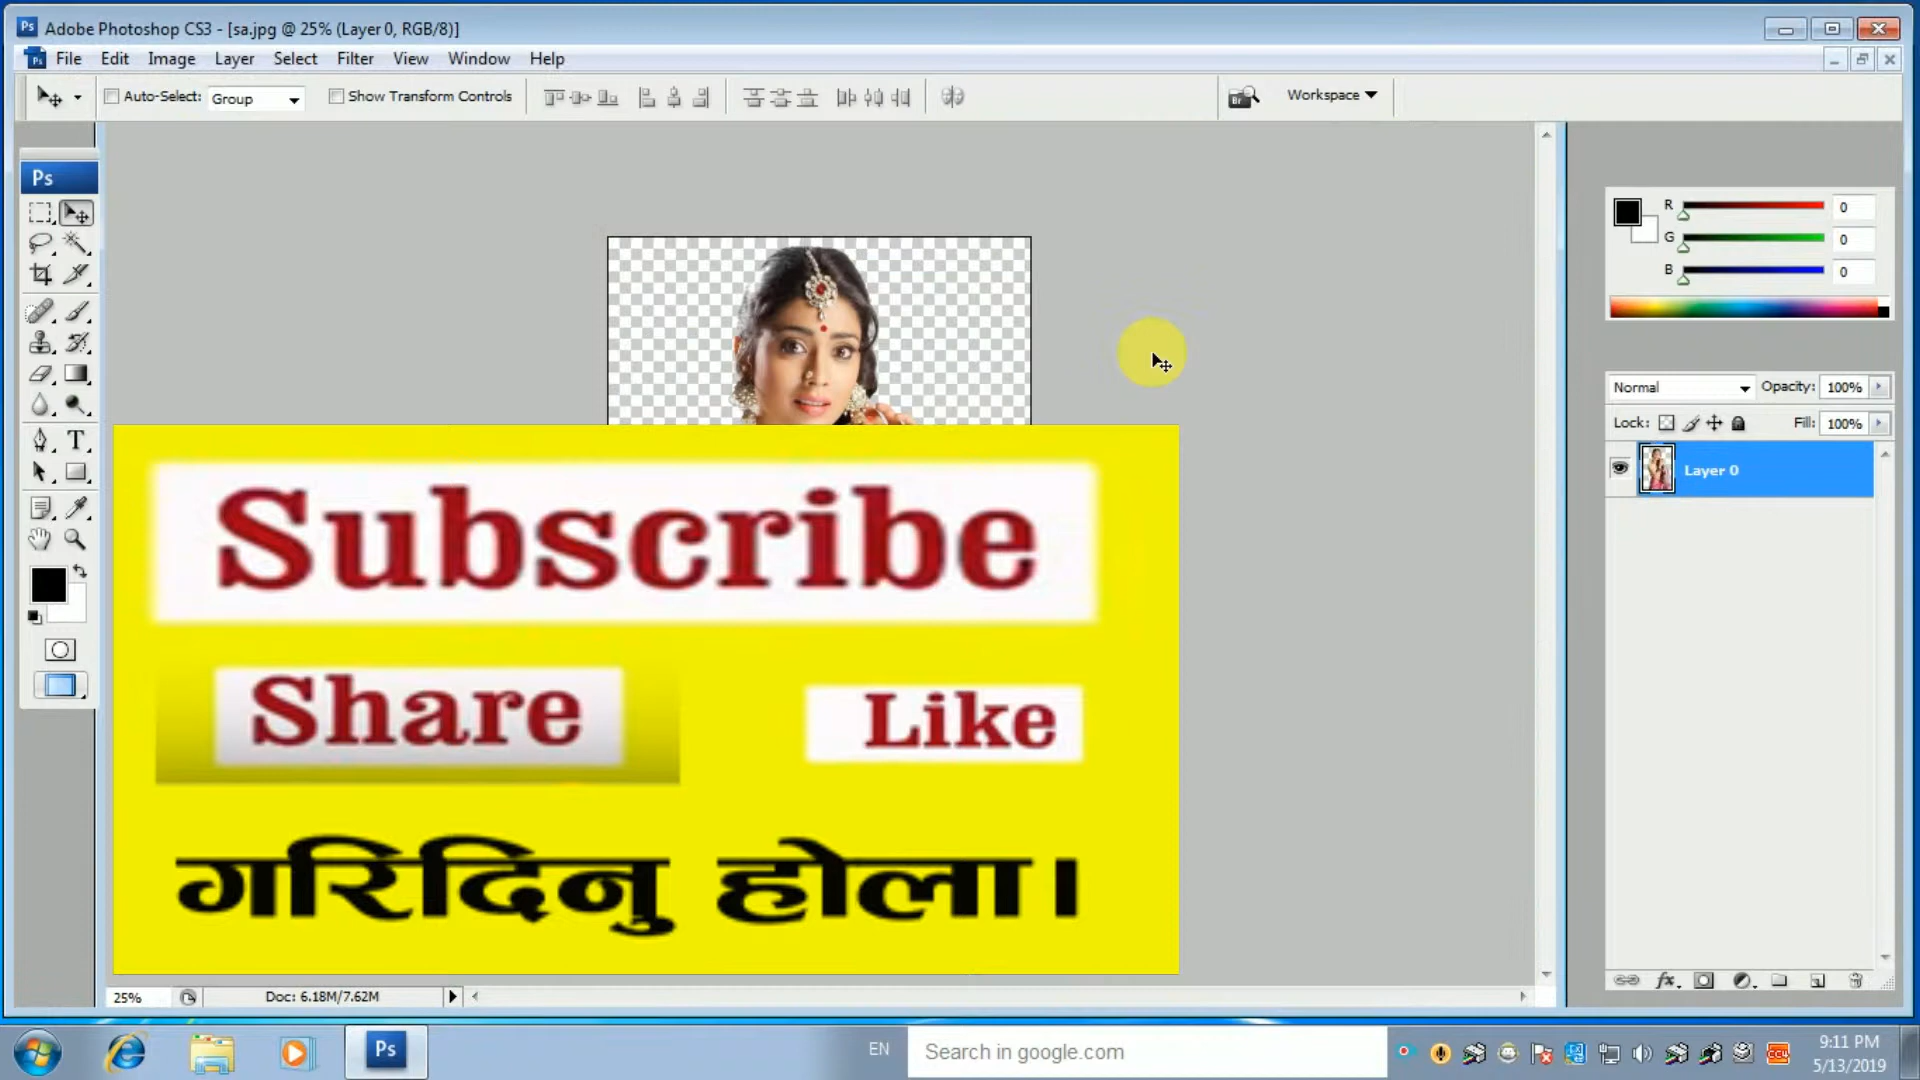 Adobe Photoshop CS3 - [sa.jpg @ 25% (Layer 0, RGB/8)]
File Edit Image Layer Select Filter View Window Help
Auto-Select: Group Show Transform Controls Workspace
Ps
R 0
G 0
B 0
Normal Opacity: 100%
Lock: Fill: 100%
Layer 0
Subscribe
Share Like
गरिदिनु होला।
25% Doc: 6.18M/7.62M
Ps EN Search in google.com 9:11 PM
5/13/2019